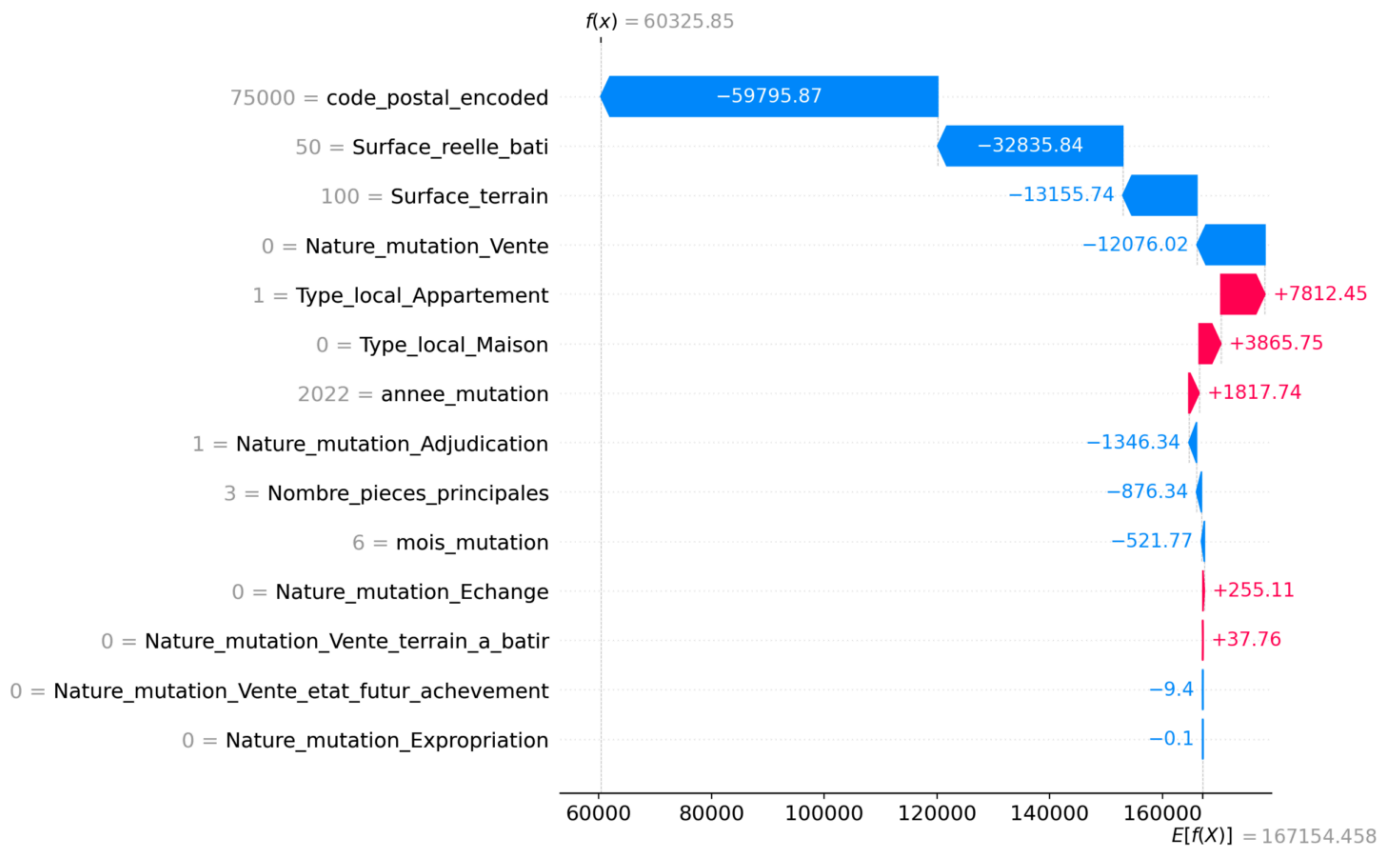 f(x) = 60325.85
75000 = code_postal_encoded −59795.87
50 = Surface_reelle_bati −32835.84
100 = Surface_terrain −13155.74
0 = Nature_mutation_Vente −12076.02
1 = Type_local_Appartement +7812.45
0 = Type_local_Maison +3865.75
2022 = annee_mutation +1817.74
1 = Nature_mutation_Adjudication −1346.34
3 = Nombre_pieces_principales −876.34
6 = mois_mutation −521.77
0 = Nature_mutation_Echange +255.11
0 = Nature_mutation_Vente_terrain_a_batir +37.76
0 = Nature_mutation_Vente_etat_futur_achevement −9.4
0 = Nature_mutation_Expropriation −0.1
60000 80000 100000 120000 140000 160000
E[f(X)] = 167154.458